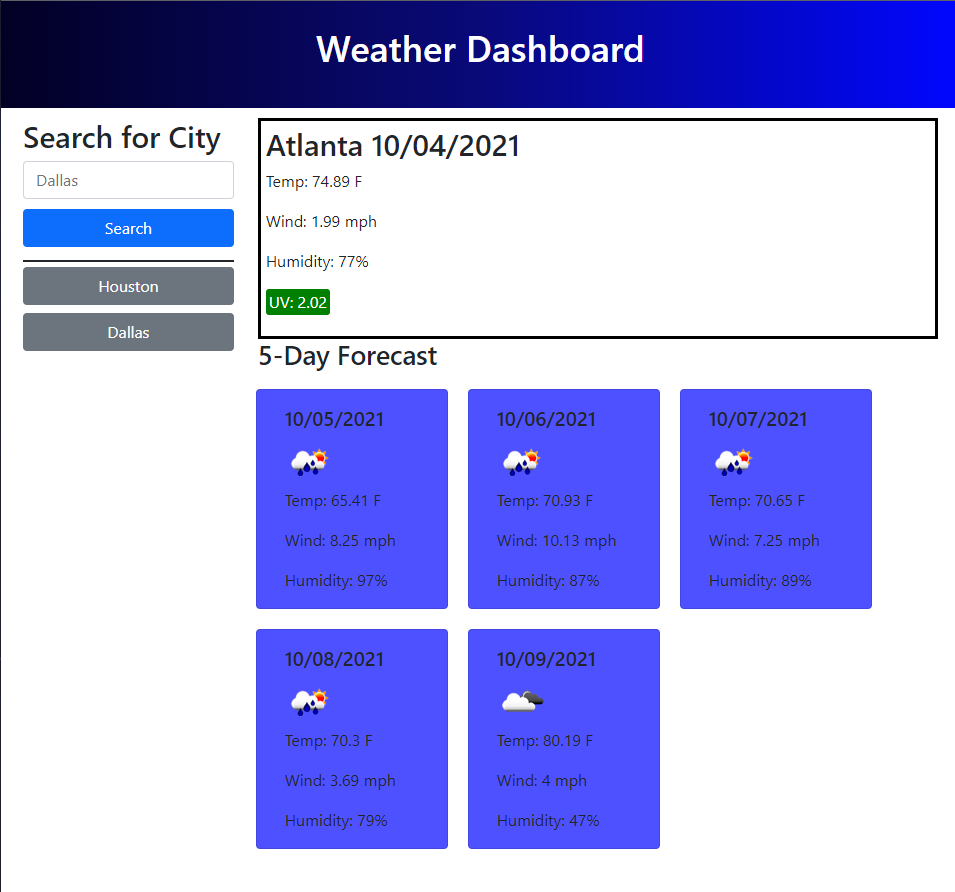 Weather Dashboard
Search for City
Dallas
Search
Houston
Dallas
Atlanta 10/04/2021
Temp: 74.89 F
Wind: 1.99 mph
Humidity: 77%
UV: 2.02
5-Day Forecast
10/05/2021
Temp: 65.41 F
Wind: 8.25 mph
Humidity: 97%
10/06/2021
Temp: 70.93 F
Wind: 10.13 mph
Humidity: 87%
10/07/2021
Temp: 70.65 F
Wind: 7.25 mph
Humidity: 89%
10/08/2021
Temp: 70.3 F
Wind: 3.69 mph
Humidity: 79%
10/09/2021
Temp: 80.19 F
Wind: 4 mph
Humidity: 47%